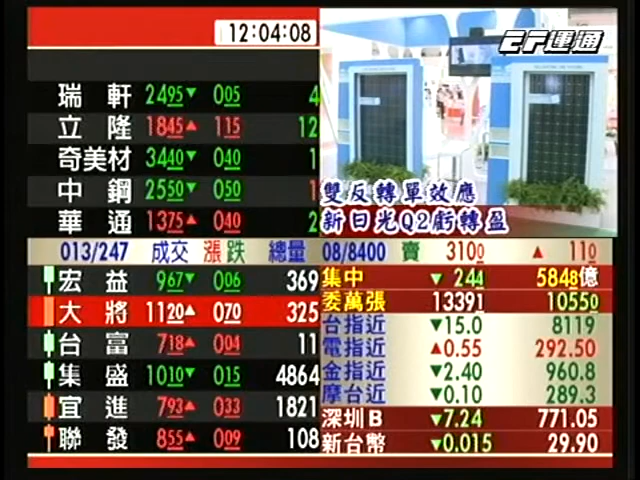 12:04:08
EF運通
瑞軒 2495▼ 005 4
立隆 1845▲ 115 12
奇美材 3440▼ 040 1
中鋼 2550▼ 050 1
華通 1375▲ 040 2
雙反轉單效應
新日光Q2虧轉盈
013/247 成交 漲跌 總量 08/8400 賣 3100 ▲ 110
宏益 967▼ 006 369
大將 1120▲ 070 325
台富 718▲ 004 11
集盛 1010▼ 015 4864
宜進 793▲ 033 1821
聯發 855▲ 009 108
集中 ▼ 244 5848億
委萬張 13391 10550
台指近 ▼15.0 8119
電指近 ▲0.55 292.50
金指近 ▼2.40 960.8
摩台近 ▼0.10 289.3
深圳B ▼7.24 771.05
新台幣 ▼0.015 29.90